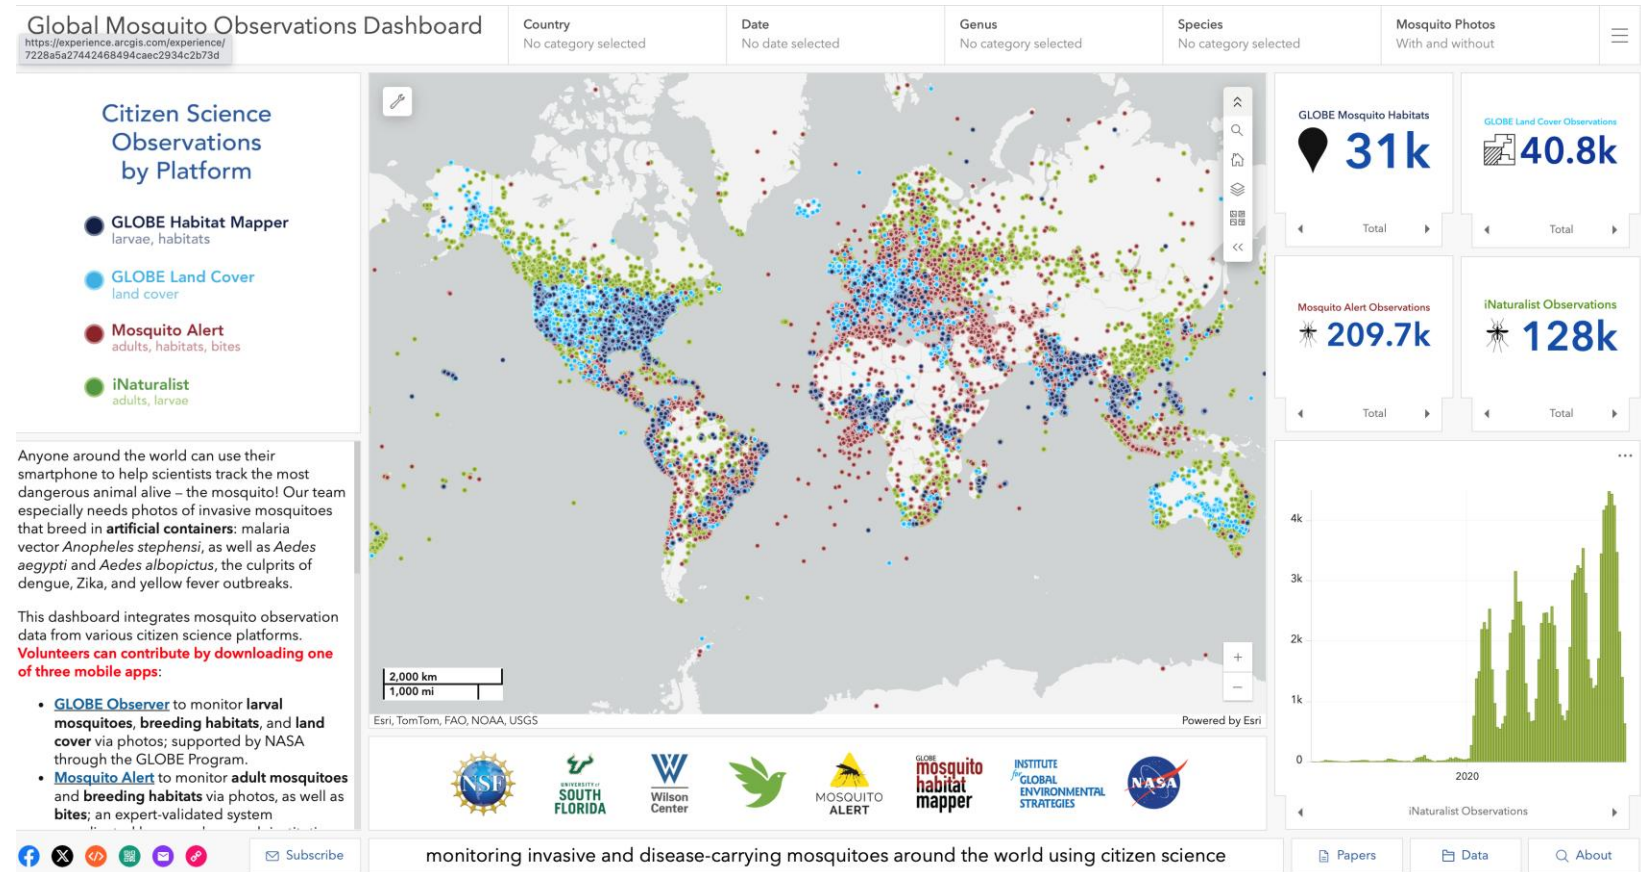 Global Mosquito Observations Dashboard
https://experience.arcgis.com/experience/
7228a5a27442468494caec2934c2b73d
Country
No category selected
Date
No date selected
Genus
No category selected
Species
No category selected
Mosquito Photos
With and without
Citizen Science
Observations
by Platform
GLOBE Habitat Mapper
larvae, habitats
GLOBE Land Cover
land cover
Mosquito Alert
adults, habitats, bites
iNaturalist
adults, larvae
Anyone around the world can use their
smartphone to help scientists track the most
dangerous animal alive – the mosquito! Our team
especially needs photos of invasive mosquitoes
that breed in artificial containers: malaria
vector Anopheles stephensi, as well as Aedes
aegypti and Aedes albopictus, the culprits of
dengue, Zika, and yellow fever outbreaks.
This dashboard integrates mosquito observation
data from various citizen science platforms.
Volunteers can contribute by downloading one
of three mobile apps:
• GLOBE Observer to monitor larval
mosquitoes, breeding habitats, and land
cover via photos; supported by NASA
through the GLOBE Program.
• Mosquito Alert to monitor adult mosquitoes
and breeding habitats via photos, as well as
bites; an expert-validated system
2,000 km
1,000 mi
Esri, TomTom, FAO, NOAA, USGS
Powered by Esri
NSF
UNIVERSITY of
SOUTH
FLORIDA
Wilson
Center
MOSQUITO
ALERT
GLOBE
mosquito
habitat
mapper
INSTITUTE
for GLOBAL
ENVIRONMENTAL
STRATEGIES
NASA
GLOBE Mosquito Habitats
31k
Total
GLOBE Land Cover Observations
40.8k
Total
Mosquito Alert Observations
209.7k
Total
iNaturalist Observations
128k
Total
4k
3k
2k
1k
0
2020
iNaturalist Observations
Subscribe
monitoring invasive and disease-carrying mosquitoes around the world using citizen science
Papers
Data
About